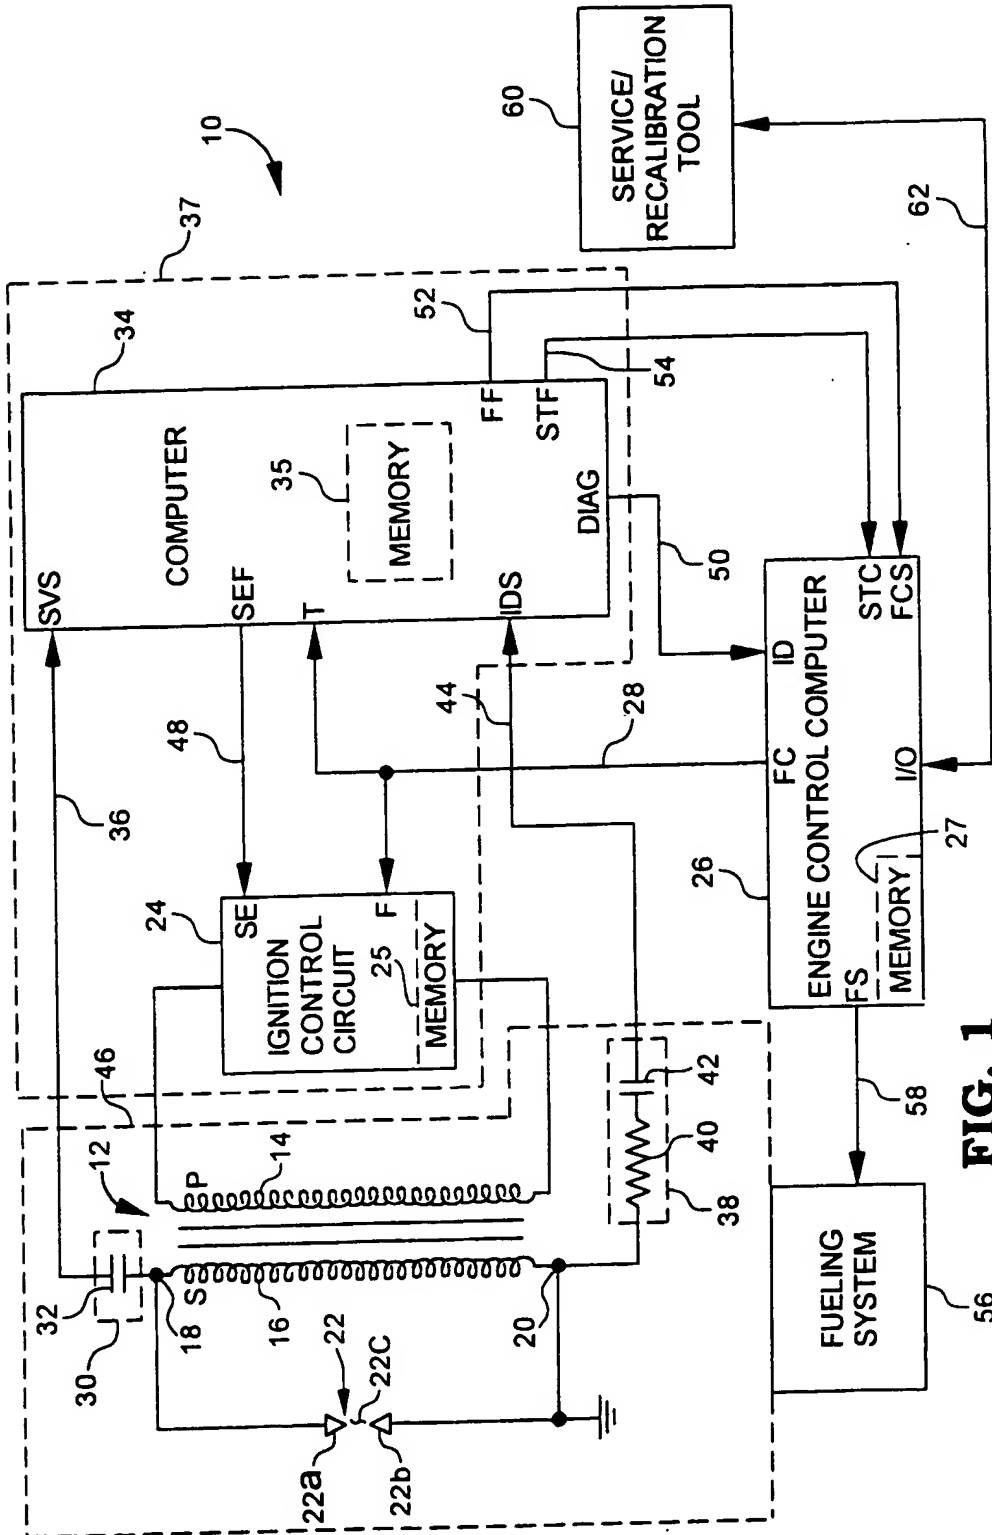 10
37
34
60
SERVICE/
RECALIBRATION
TOOL
62
52
54
50
36
48
44
28
SVS
COMPUTER
SEF
T
35
MEMORY
FF
STF
IDS
DIAG
46
24
SE
IGNITION
CONTROL
CIRCUIT
F
25
MEMORY
12
30
32
18
S
P
14
16
22
22C
22a
22b
20
38
40
42
26
ENGINE CONTROL COMPUTER
FC
ID
STC
FCS
FS
MEMORY
I/O
27
58
FUELING
SYSTEM
56
FIG. 1